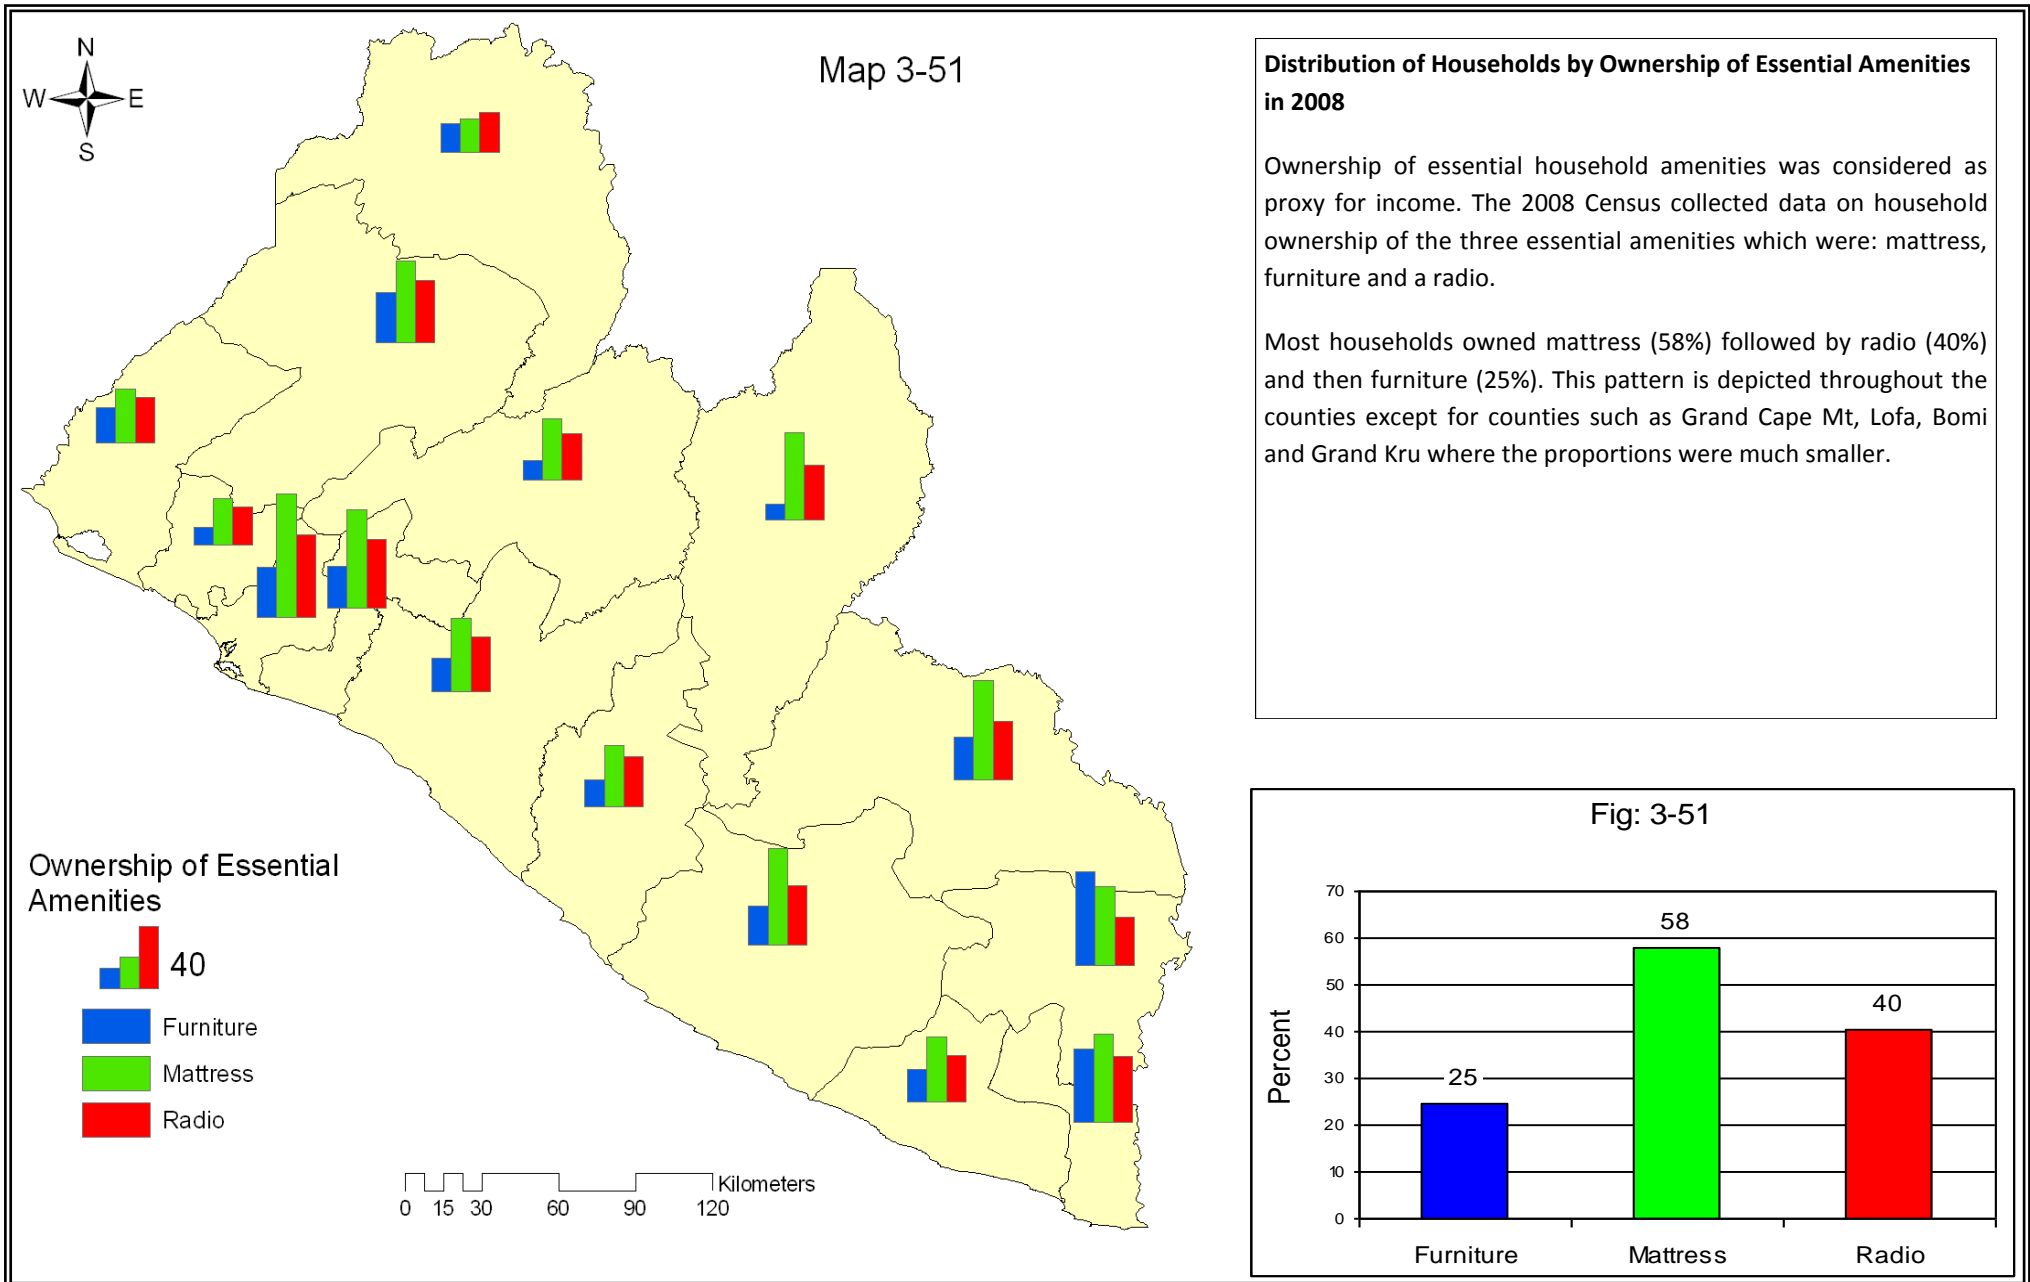 N
W E
S
Map 3-51
Distribution of Households by Ownership of Essential Amenities
in 2008
Ownership of essential household amenities was considered as
proxy for income. The 2008 Census collected data on household
ownership of the three essential amenities which were: mattress,
furniture and a radio.
Most households owned mattress (58%) followed by radio (40%)
and then furniture (25%). This pattern is depicted throughout the
counties except for counties such as Grand Cape Mt, Lofa, Bomi
and Grand Kru where the proportions were much smaller.
Ownership of Essential
Amenities
40
Furniture
Mattress
Radio
Kilometers
0 15 30 60 90 120
Fig: 3-51
Percent
70
60
50
40
30
20
10
0
25
58
40
Furniture Mattress Radio